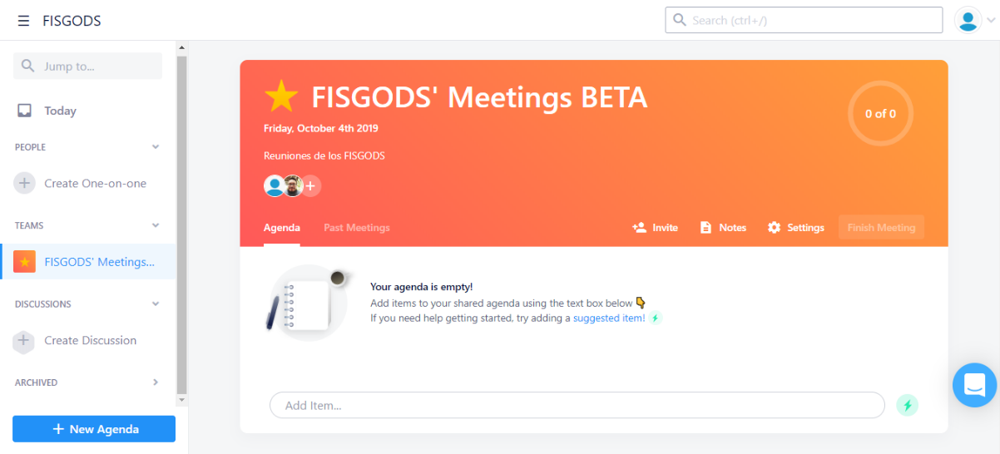 FISGODS
Search (ctrl+/)
Jump to...
Today
PEOPLE
Create One-on-one
TEAMS
FISGODS' Meetings...
DISCUSSIONS
Create Discussion
ARCHIVED
New Agenda
FISGODS' Meetings BETA
0 of 0
Friday, October 4th 2019
Reuniones de los FISGODS
Agenda
Past Meetings
Invite
Notes
Settings
Finish Meeting
Your agenda is empty!
Add items to your shared agenda using the text box below
If you need help getting started, try adding a suggested item!
Add Item...